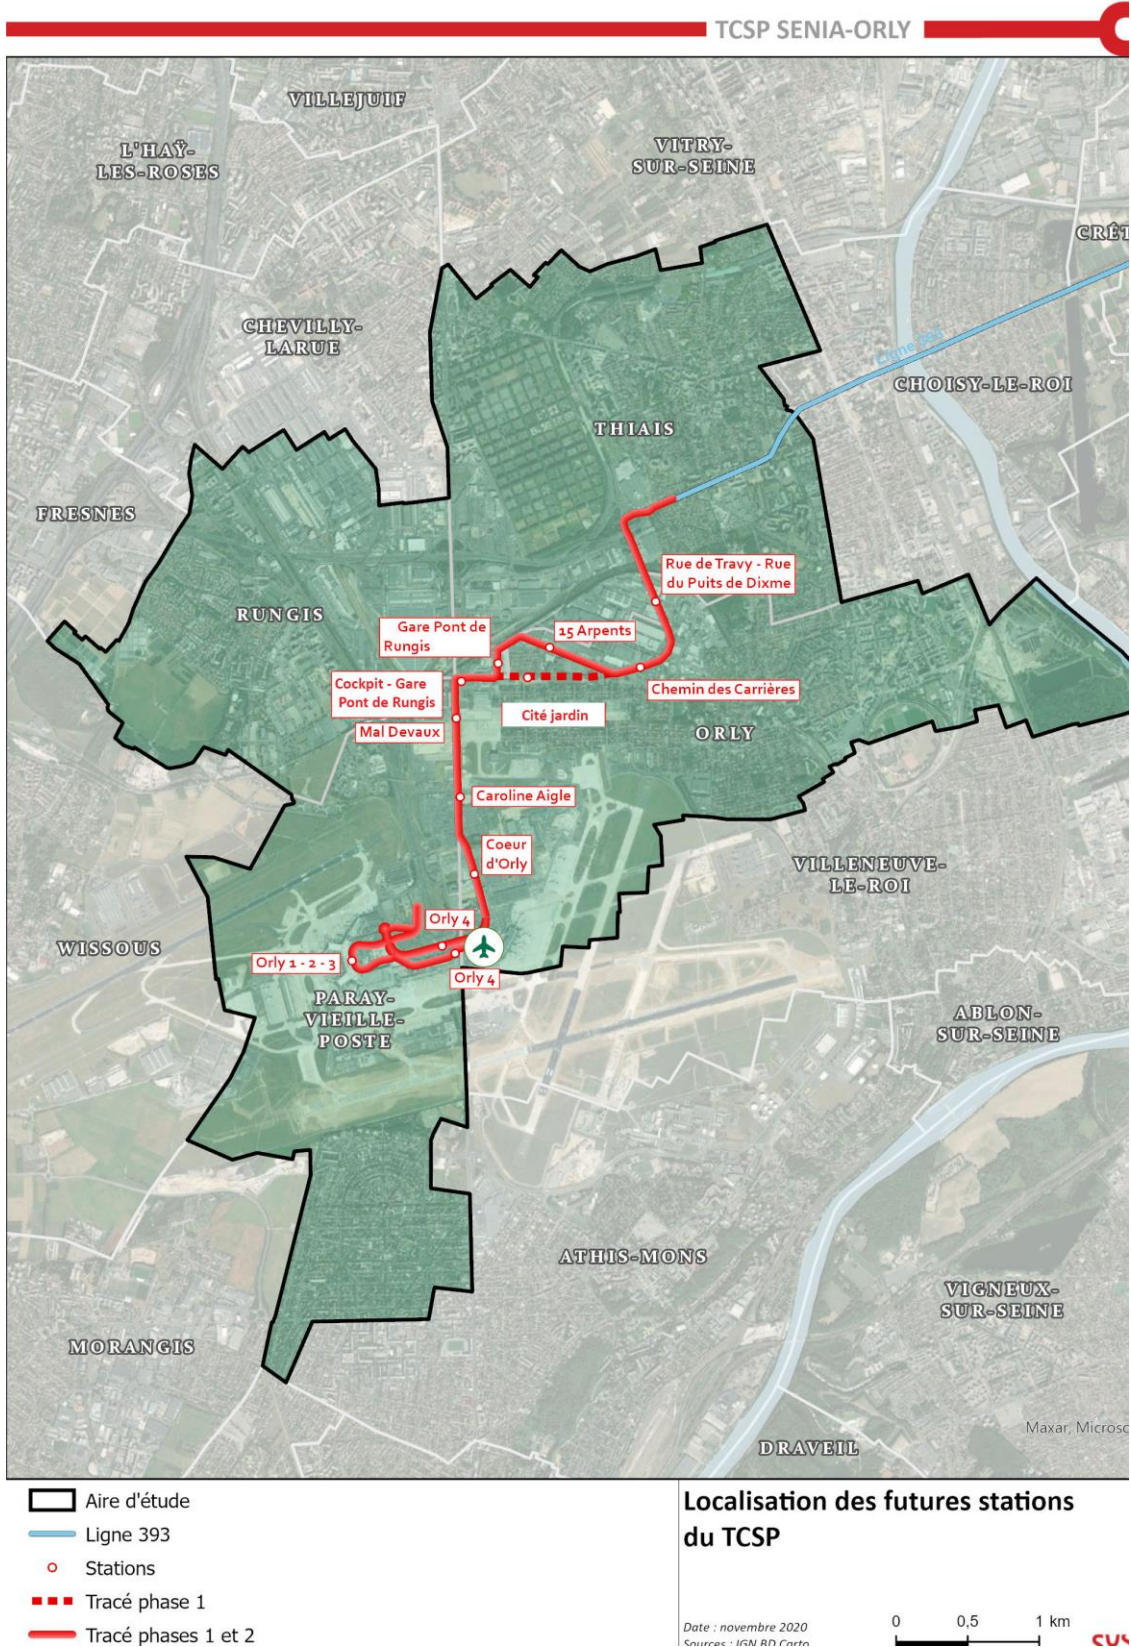 TCSP SENIA-ORLY
VILLEJUIF
L'HAŸ-
LES-ROSES
VITRY-
SUR-SEINE
CRÉT
CHEVILLY-
LARUE
CHOISY-LE-ROI
THIAIS
FRESNES
Rue de Travy - Rue
du Puits de Dixme
RUNGIS
Gare Pont de
Rungis
15 Arpents
Cockpit - Gare
Pont de Rungis
Chemin des Carrières
Cité jardin
Mal Devaux
ORLY
Caroline Aigle
Coeur
d'Orly
VILLENEUVE-
LE-ROI
Orly 4
WISSOUS
Orly 1 - 2 - 3
Orly 4
PARAY-
VIEILLE-
POSTE
ABLON-
SUR-SEINE
ATHIS-MONS
VIGNEUX-
SUR-SEINE
MORANGIS
Maxar, Microso
DRAVEIL
Aire d'étude
Ligne 393
Stations
Tracé phase 1
Tracé phases 1 et 2
Localisation des futures stations
du TCSP
Date : novembre 2020
Sources : IGN BD Carto
0 0,5 1 km